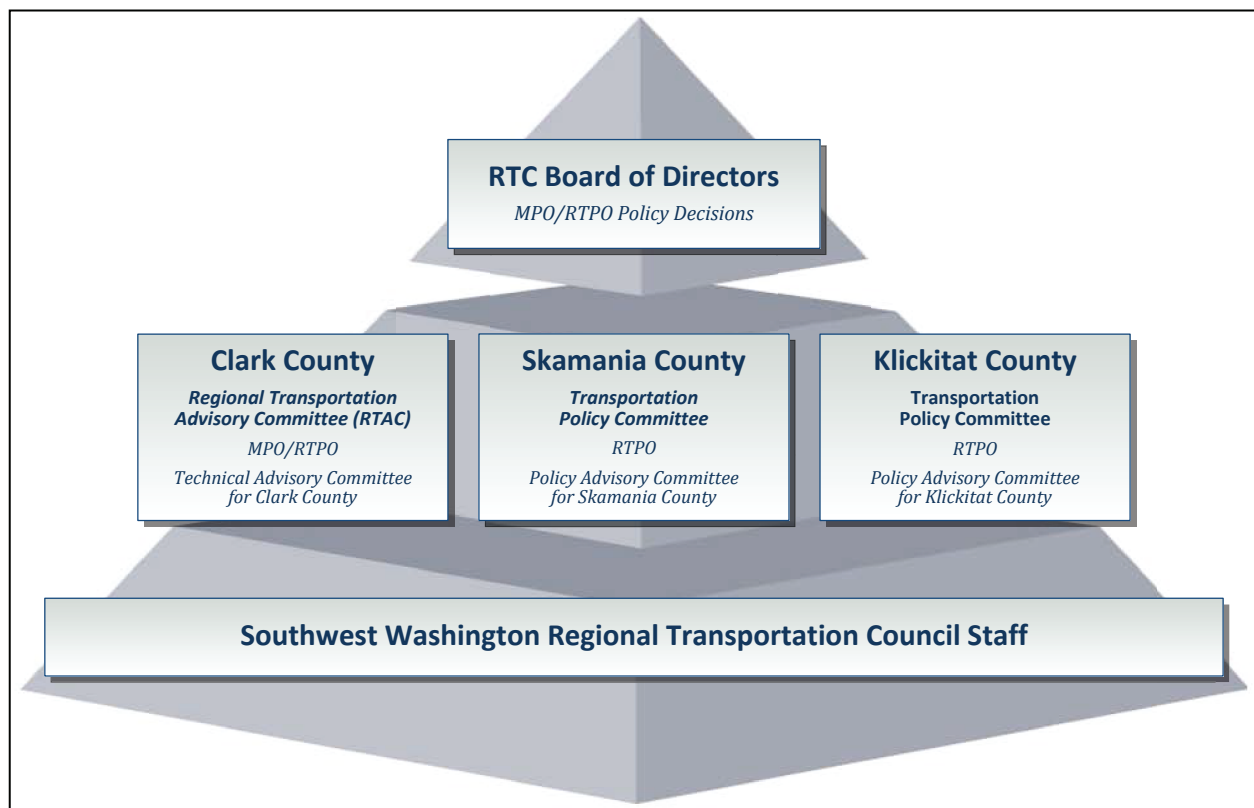 RTC Board of Directors
MPO/RTPO Policy Decisions
Clark County
Regional Transportation
Advisory Committee (RTAC)
MPO/RTPO
Technical Advisory Committee
for Clark County
Skamania County
Transportation
Policy Committee
RTPO
Policy Advisory Committee
for Skamania County
Klickitat County
Transportation
Policy Committee
RTPO
Policy Advisory Committee
for Klickitat County
Southwest Washington Regional Transportation Council Staff